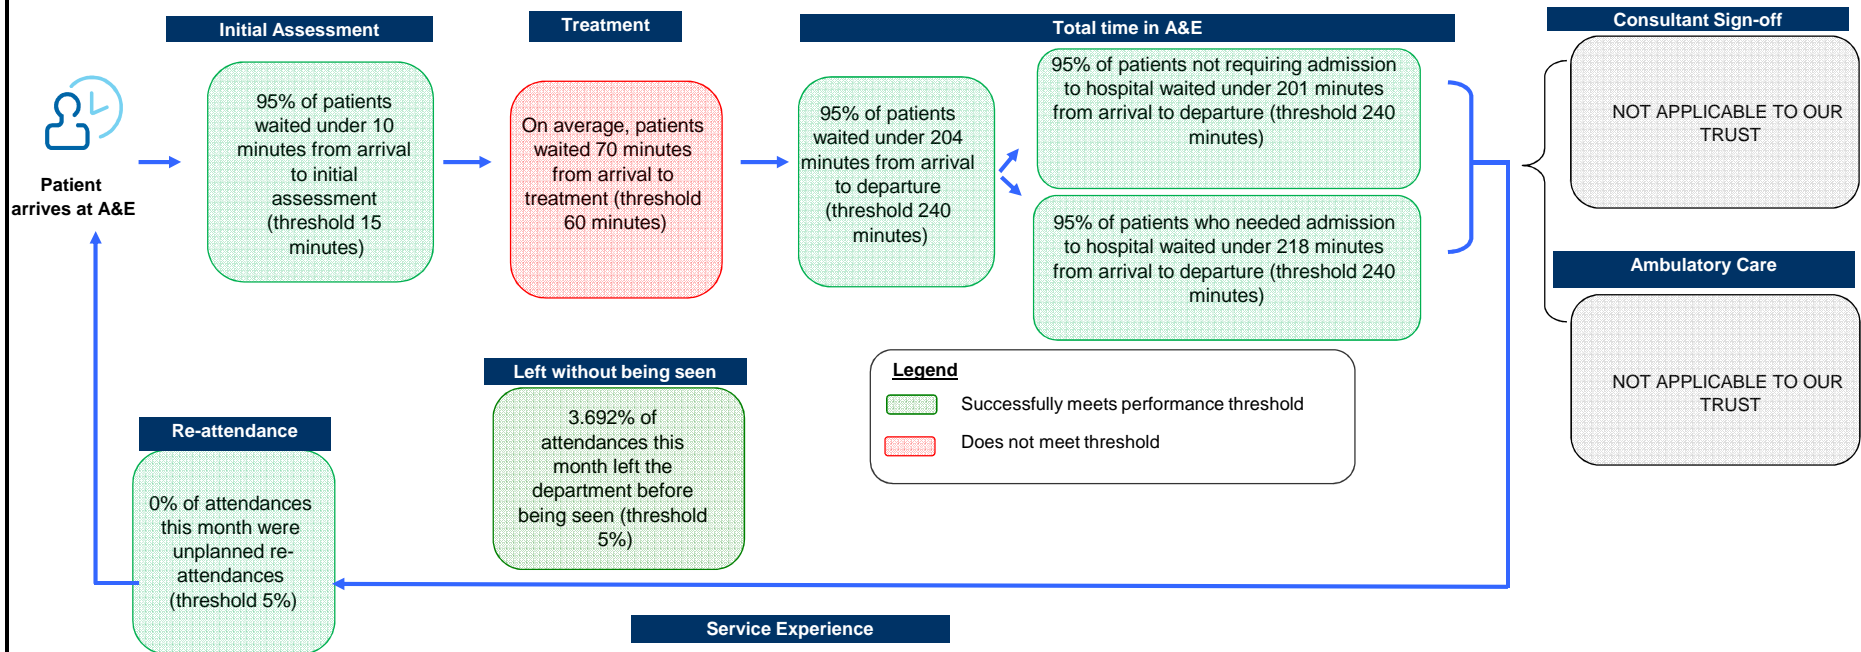 Initial Assessment
Treatment
Total time in A&E
Consultant Sign-off
Patient
arrives at A&E
95% of patients
waited under 10
minutes from arrival
to initial
assessment
(threshold 15
minutes)
On average, patients
waited 70 minutes
from arrival to
treatment (threshold
60 minutes)
95% of patients
waited under 204
minutes from arrival
to departure
(threshold 240
minutes)
95% of patients not requiring admission
to hospital waited under 201 minutes
from arrival to departure (threshold 240
minutes)
95% of patients who needed admission
to hospital waited under 218 minutes
from arrival to departure (threshold 240
minutes)
NOT APPLICABLE TO OUR
TRUST
Ambulatory Care
NOT APPLICABLE TO OUR
TRUST
Left without being seen
3.692% of
attendances this
month left the
department before
being seen (threshold
5%)
Legend
Successfully meets performance threshold
Does not meet threshold
Re-attendance
0% of attendances
this month were
unplanned re-
attendances
(threshold 5%)
Service Experience